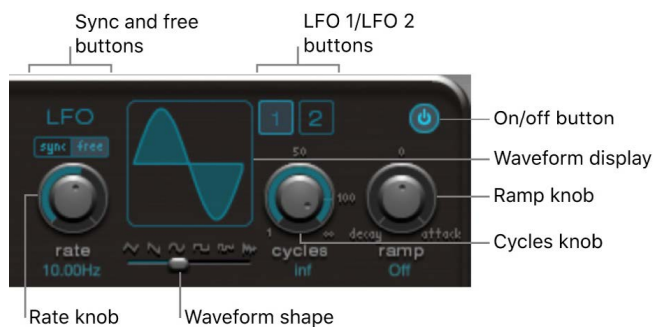 Sync and free
buttons
LFO 1/LFO 2
buttons
LFO
1 2
sync free
On/off button
Waveform display
50 0
100
Ramp knob
1 ∞ decay attack
Cycles knob
rate cycles ramp
10.00Hz inf Off
Rate knob
Waveform shape